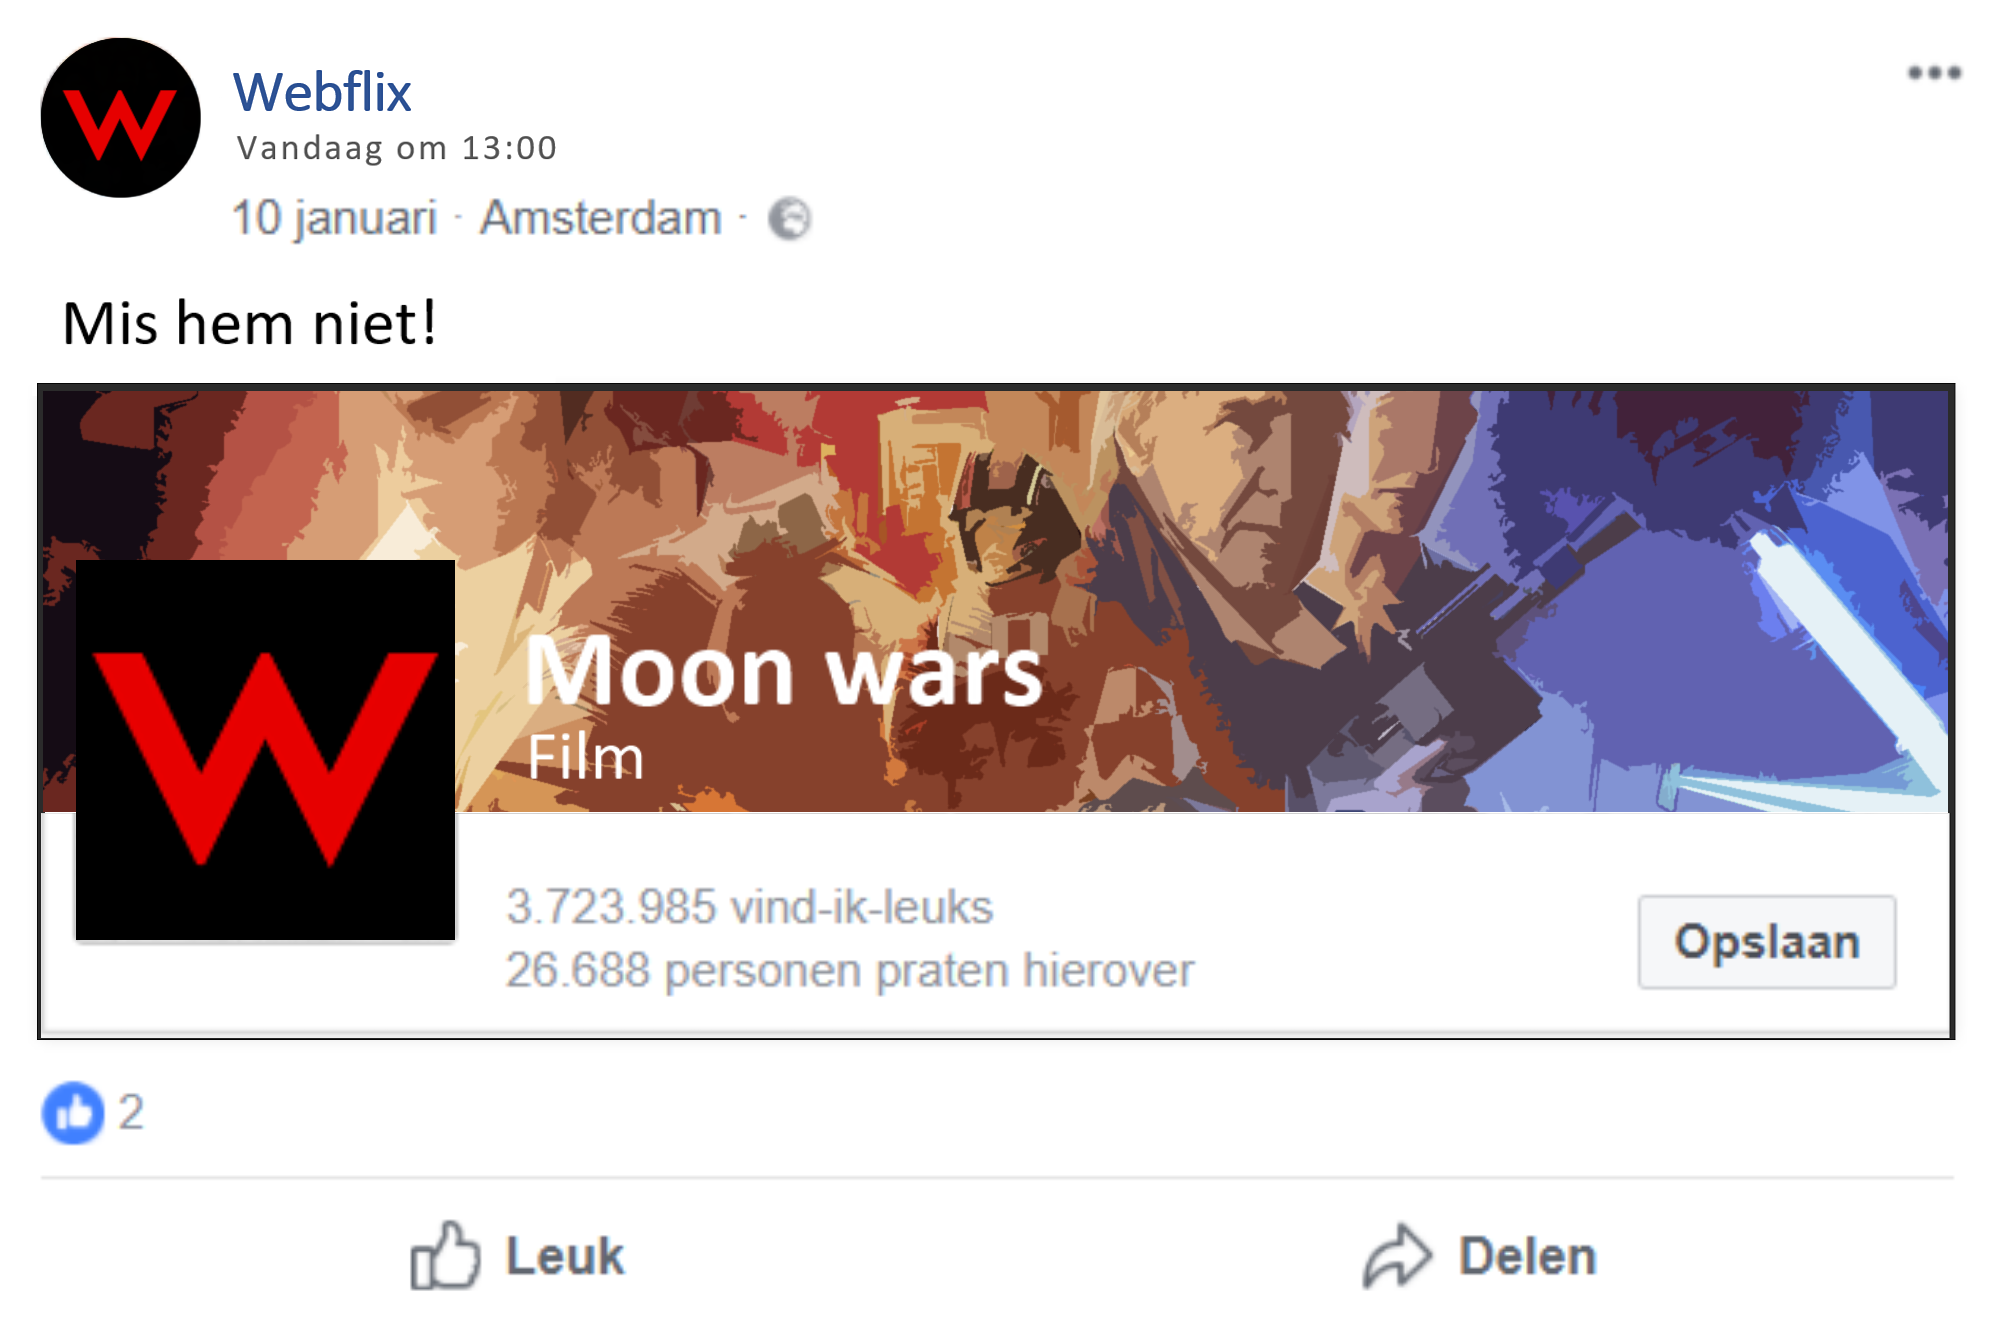 W
Webflix
Vandaag om 13:00
10 januari · Amsterdam ·
Mis hem niet!
W
Moon wars
Film
3.723.985 vind-ik-leuks
26.688 personen praten hierover
Opslaan
2
Leuk
Delen